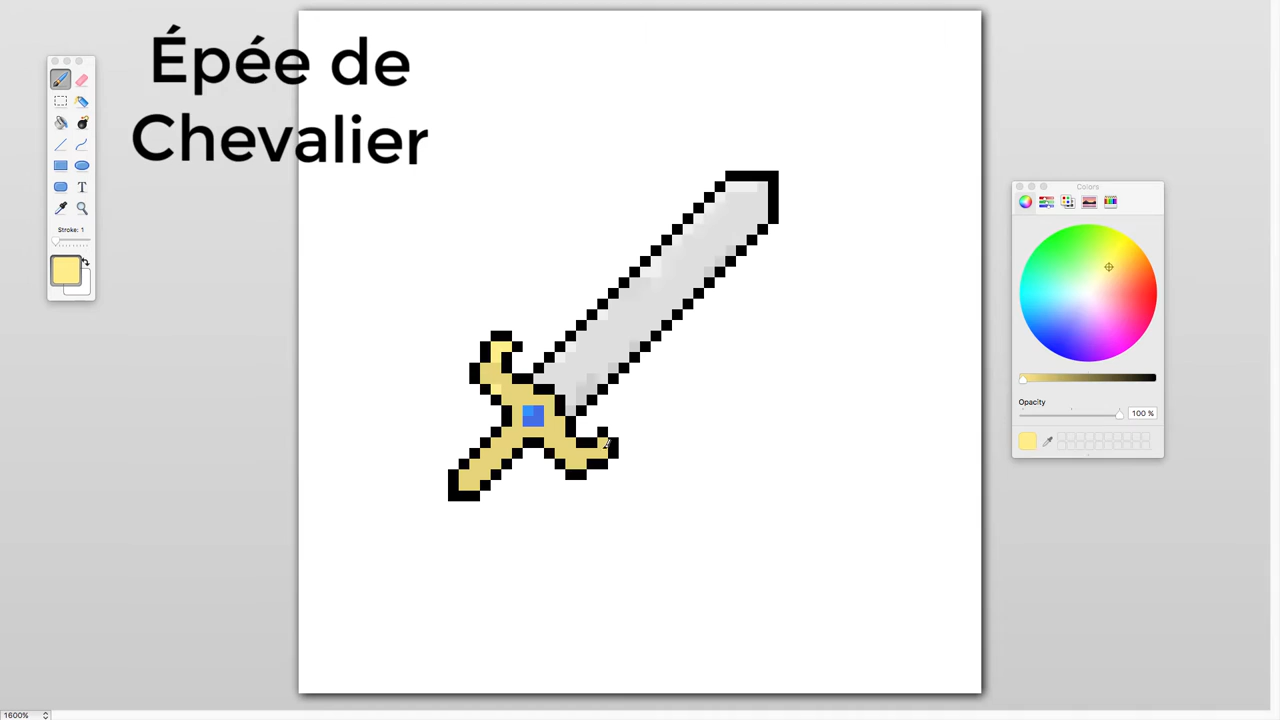 Épée de
Chevalier
Colors
T
Stroke: 1
Opacity
100 %
1600%